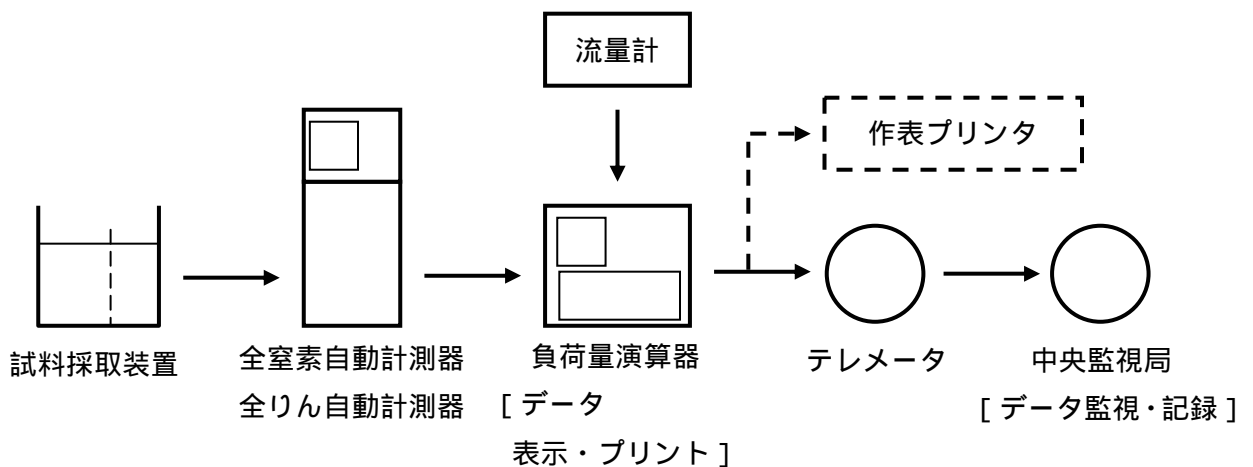 流量計
作表プリンタ
試料採取装置
全窒素自動計測器
全りん自動計測器
負荷量演算器
[データ
表示・プリント]
テレメータ
中央監視局
[データ監視・記録]